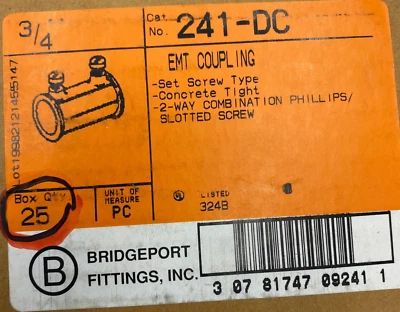 3/4"
Cat. No. 241-DC
EMT COUPLING
-Set Screw Type
-Concrete Tight
-2-WAY COMBINATION PHILLIPS/
SLOTTED SCREW
Box Qty
25
UNIT OF
MEASURE
PC
UL
LISTED
324B
B
BRIDGEPORT
FITTINGS, INC.
3 07 81747 09241 1